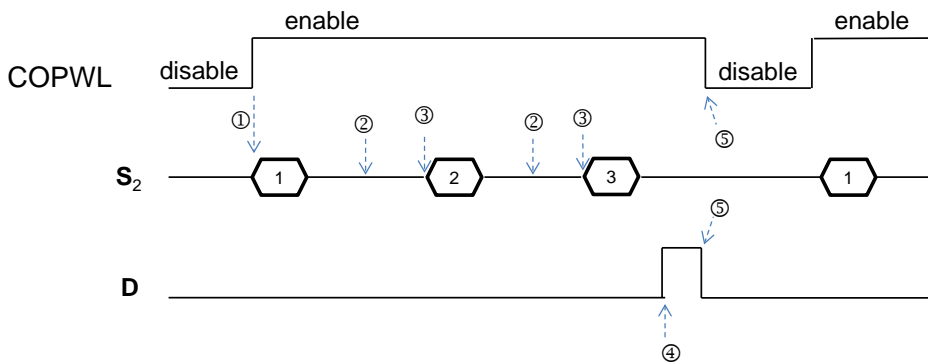 enable
enable
COPWL
disable
disable
①
②
③
②
③
⑤
S₂
1
2
3
1
⑤
D
④